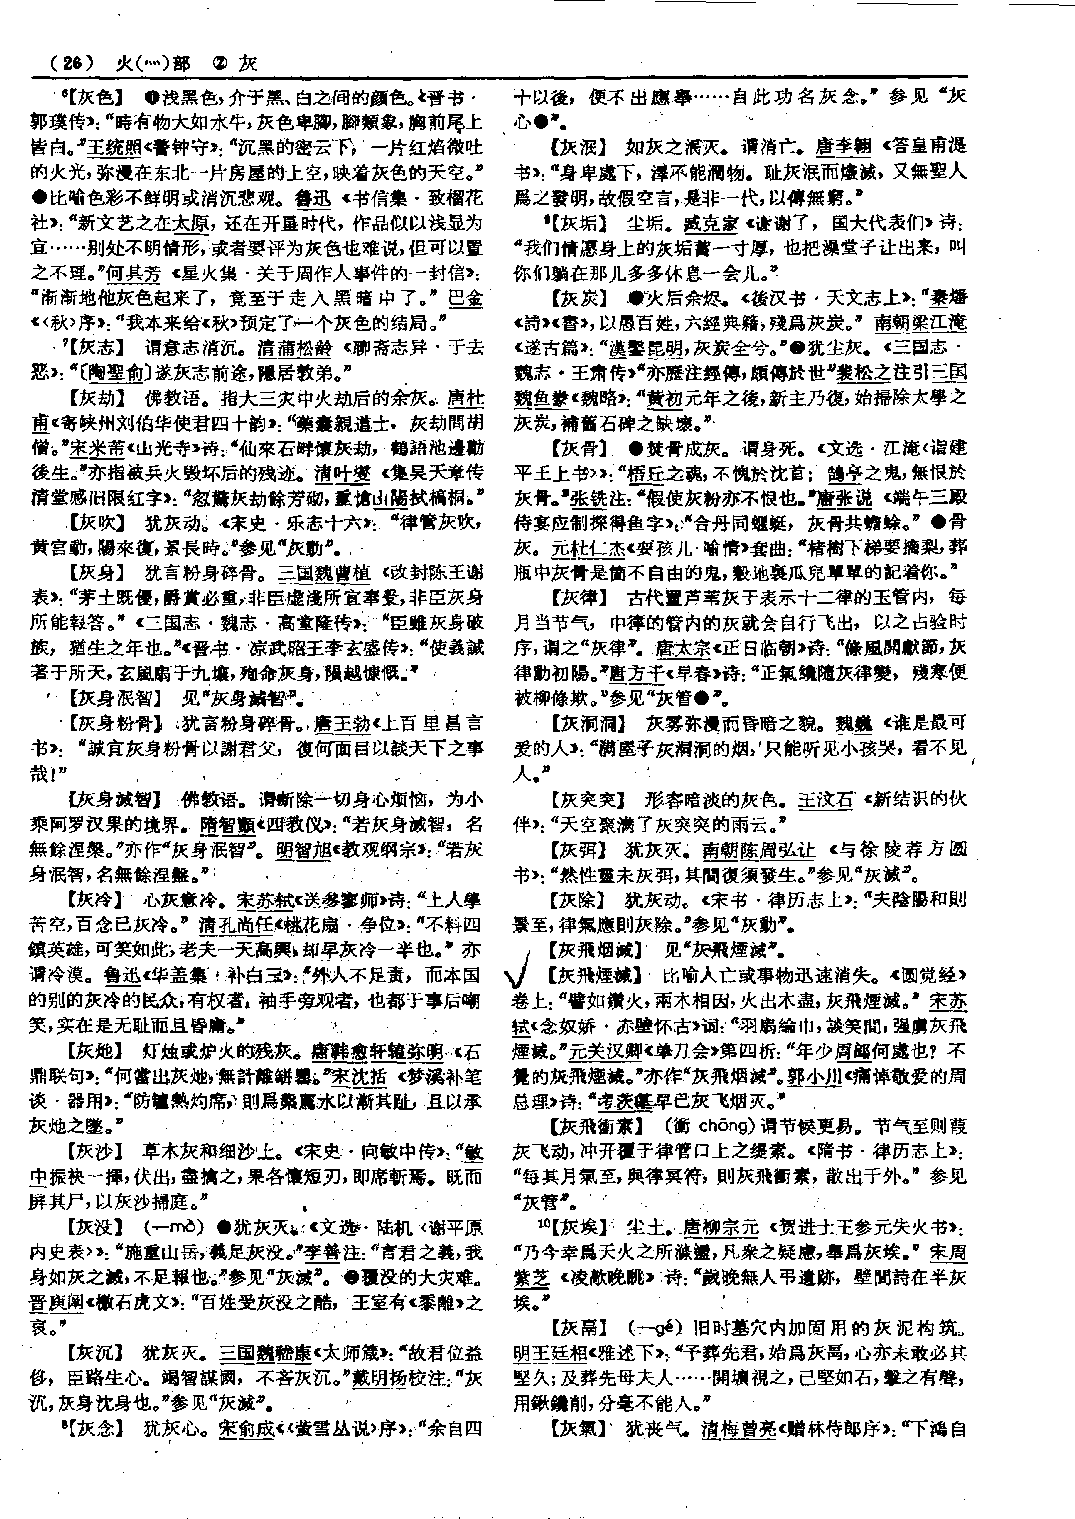 （26） 火(灬)部 ② 灰
⁶【灰色】 ❶浅黑色，介于黑、白之间的颜色。《晋书·
郭璞传》：“時有物大如水牛，灰色卑脚，脚類象，胸前尾上
皆白。”王统照《警钟守》：“沉黑的密云下，一片红焰微吐
的火光，弥漫在东北一片房屋的上空，映着灰色的天空。”
●比喻色彩不鲜明或消沉悲观。鲁迅《书信集·致榴花
社》：“新文艺之在太原，还在开垦时代，作品似以浅显为
宜……别处不明情形，或者要评为灰色也难说，但可以置
之不理。”何其芳《星火集·关于周作人事件的一封信》：
“渐渐地他灰色起来了，竟至于走入黑暗中了。”巴金
《〈秋〉序》：“我本来给《秋》预定了一个灰色的结局。”
⁷【灰志】 谓意志消沉。清蒲松龄《聊斋志异·于去
恶》：“〔陶聖俞〕遂灰志前途，隱居教弟。”
【灰劫】 佛教语。指大三灾中火劫后的余灰。唐杜
甫《寄峡州刘伯华使君四十韵》：“藥囊親道士，灰劫問胡
僧。”宋米芾《山光寺》诗：“仙來石畔懷灰劫，鶴語池邊勸
後生。”亦指被兵火毁坏后的残迹。清叶燮《集吴天章传
清堂感旧限红字》：“忽驚灰劫餘芳砌，重愴山陽拭槁桐。”
【灰吹】 犹灰动。《宋史·乐志十六》：“律管灰吹，
黄宫動，陽來復，景長時。”参见“灰動”。
【灰身】 犹言粉身碎骨。三国魏曹植《改封陈王谢
表》：“茅土既優，爵賞必重，非臣虚淺所宜奉受，非臣灰身
所能報答。”《三国志·魏志·高堂隆传》：“臣雖灰身破
族，猶生之年也。”《晋书·凉武昭王李玄盛传》：“使義誠
著于所天，玄風扇于九壤，殉命灰身，隕越慷慨。”
【灰身泯智】 见“灰身滅智”。
【灰身粉骨】 犹言粉身碎骨。唐王勃《上百里昌言
书》：“誠宜灰身粉骨以謝君父，復何面目以談天下之事
哉！”
【灰身滅智】 佛教语。谓断除一切身心烦恼，为小
乘阿罗汉果的境界。隋智顗《四教仪》：“若灰身滅智，名
無餘涅槃。”亦作“灰身泯智”。明智旭《教观纲宗》：“若灰
身泯智，名無餘涅盤。”
【灰冷】 心灰意冷。宋苏轼《送参寥师》诗：“上人學
苦空，百念已灰冷。”清孔尚任《桃花扇·争位》：“不料四
鎮英雄，可笑如此，老夫一天高興，却早灰冷一半也。”亦
谓冷漠。鲁迅《华盖集·补白三》：“外人不足责，而本国
的别的灰冷的民众，有权者，袖手旁观者，也都于事后嘲
笑，实在是无耻而且昏庸。”
【灰灺】 灯烛或炉火的残灰。唐韩愈轩辕弥明《石
鼎联句》：“何當出灰灺，無計離缾罌。”宋沈括《梦溪补笔
谈·器用》：“防爐熱灼席，則爲藥薦水以漸其趾，且以承
灰灺之墜。”
【灰沙】 草木灰和细沙土。《宋史·向敏中传》：“敏
中振袂一揮，伏出，盡擒之，果各懷短刃，即席斬焉。既而
屏其尸，以灰沙掃庭。”
【灰没】 (—mò) ●犹灰灭。《文选·陆机〈谢平原
内史表〉》：“施重山岳，義足灰没。”李善注：“言君之義，我
身如灰之滅，不足報也。”参见“灰滅”。●覆没的大灾难。
晋庾阐《檄石虎文》：“百姓受灰没之酷，王室有《黍離》之
哀。”
【灰沉】 犹灰灭。三国魏嵇康《太师箴》：“故君位益
侈，臣路生心。竭智謀國，不吝灰沉。”戴明扬校注：“灰
沉，灰身沈身也。”参见“灰滅”。
⁸【灰念】 犹灰心。宋俞成《〈萤雪丛说〉序》：“余自四
十以後，便不出應舉……自此功名灰念。”参见“灰
心●”。
【灰泯】 如灰之泯灭。谓消亡。唐李翱《答皇甫湜
书》：“身卑處下，澤不能潤物。耻灰泯而燼滅，又無聖人
爲之發明，故假空言，是非一代，以傳無窮。”
⁹【灰垢】 尘垢。臧克家《谢谢了，国大代表们》诗：
“我们情愿身上的灰垢蓄一寸厚，也把澡堂子让出来，叫
你们躺在那儿多多休息一会儿。”
【灰炭】 ●火后余烬。《後汉书·天文志上》：“秦燔
《詩》《書》，以愚百姓，六經典籍，殘爲灰炭。”南朝梁江淹
《遂古篇》：“漢鑿昆明，灰炭全兮。”●犹尘灰。《三国志·
魏志·王肃传》“亦歷注經傳，頗傳於世”裴松之注引三国
魏鱼豢《魏略》：“黄初元年之後，新主乃復，始掃除太學之
灰炭，補舊石碑之缺壞。”
【灰骨】 ●焚骨成灰。谓身死。《文选·江淹〈诣建
平王上书〉》：“梧丘之魂，不愧於沈首；鵠亭之鬼，無恨於
灰骨。”张铣注：“假使灰粉亦不恨也。”唐张说《端午三殿
侍宴应制探得鱼字》：“合丹同蝘蜓，灰骨共蟾蜍。”●骨
灰。元杜仁杰《耍孩儿·喻情》套曲：“楮樹下梯要摘梨，葬
瓶中灰骨是箇不自由的鬼，穀地裏瓜兒單單的記着你。”
【灰律】 古代置芦苇灰于表示十二律的玉管内，每
月当节气，中律的管内的灰就会自行飞出，以之占验时
序，谓之“灰律”。唐太宗《正日临朝》诗：“條風開獻節，灰
律動初陽。”唐方干《早春》诗：“正氣纔隨灰律變，殘寒便
被柳條欺。”参见“灰管●”。
【灰洞洞】 灰雾弥漫而昏暗之貌。魏巍《谁是最可
爱的人》：“满屋子灰洞洞的烟，只能听见小孩哭，看不见
人。”
【灰突突】 形容暗淡的灰色。王汶石《新结识的伙
伴》：“天空聚满了灰突突的雨云。”
【灰弭】 犹灰灭。南朝陈周弘让《与徐陵荐方圆
书》：“然性靈未灰弭，其間復須發生。”参见“灰滅”。
【灰除】 犹灰动。《宋书·律历志上》：“夫陰陽和則
景至，律氣應則灰除。”参见“灰動”。
【灰飛烟滅】 见“灰飛煙滅”。
【灰飛煙滅】 比喻人亡或事物迅速消失。《圆觉经》
卷上：“譬如鑽火，兩木相因，火出木盡，灰飛煙滅。”宋苏
轼《念奴娇·赤壁怀古》词：“羽扇綸巾，談笑間，强虜灰飛
煙滅。”元关汉卿《单刀会》第四折：“年少周郎何處也？不
覺的灰飛煙滅。”亦作“灰飛烟滅”。郭小川《痛悼敬爱的周
总理》诗：“考茨基早已灰飞烟灭。”
【灰飛衝素】 (衝 chōng)谓节候更易。节气至则葭
灰飞动，冲开覆于律管口上之缇素。《隋书·律历志上》：
“每其月氣至，與律冥符，則灰飛衝素，散出于外。”参见
“灰管”。
¹⁰【灰埃】 尘土。唐柳宗元《贺进士王参元失火书》：
“乃今幸爲天火之所滌盪，凡衆之疑慮，舉爲灰埃。”宋周
紫芝《凌歊晚眺》诗：“歲晚無人弔遺跡，壁間詩在半灰
埃。”
【灰鬲】 (—gé) 旧时墓穴内加固用的灰泥构筑。
明王廷相《雅述下》：“予葬先君，始爲灰鬲，心亦未敢必其
堅久；及葬先母大人……開壙視之，已堅如石，擊之有聲，
用鍬钁削，分毫不能人。”
【灰氣】 犹丧气。清梅曾亮《赠林侍郎序》：“下鴻自